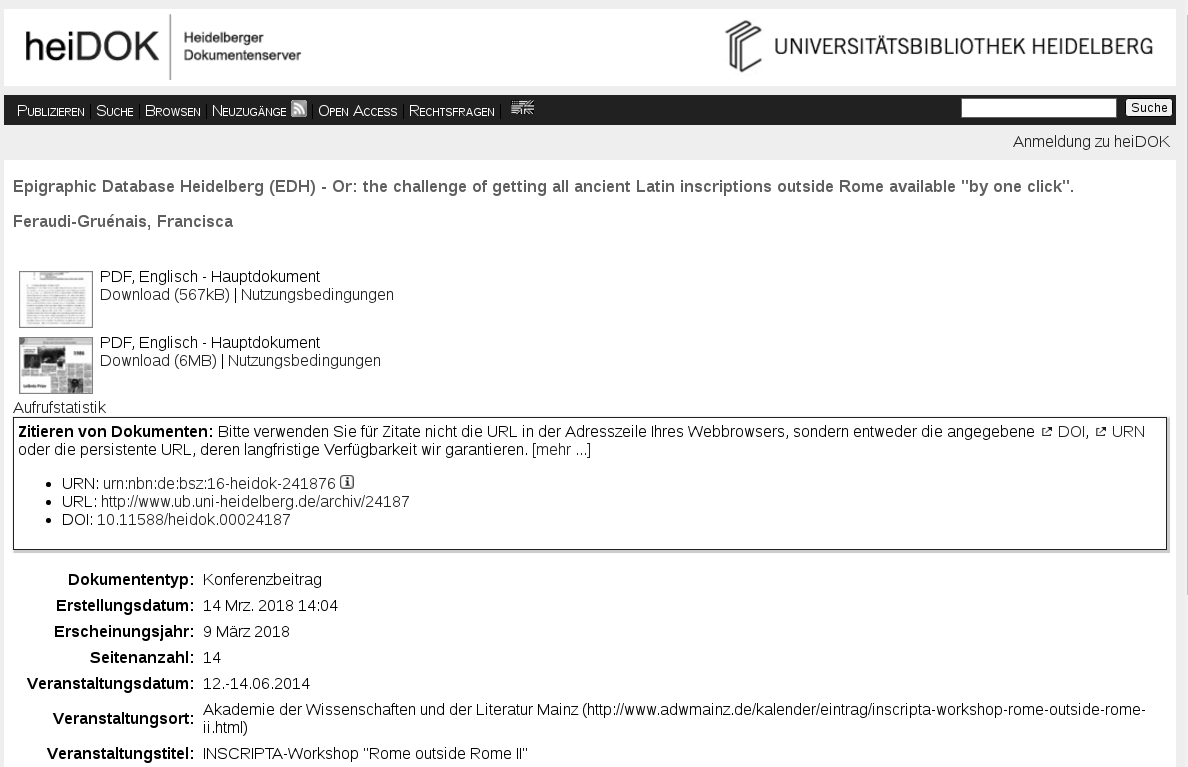 heiDOK
Heidelberger
Dokumentenserver
UNIVERSITÄTSBIBLIOTHEK HEIDELBERG
Publizieren | Suche | Browsen | Neuzugänge | Open Access | Rechtsfragen |
Suche
Anmeldung zu heiDOK
Epigraphic Database Heidelberg (EDH) - Or: the challenge of getting all ancient Latin inscriptions outside Rome available "by one click".
Feraudi-Gruénais, Francisca
PDF, Englisch - Hauptdokument
Download (567kB) | Nutzungsbedingungen
PDF, Englisch - Hauptdokument
Download (6MB) | Nutzungsbedingungen
Aufrufstatistik
Zitieren von Dokumenten: Bitte verwenden Sie für Zitate nicht die URL in der Adresszeile Ihres Webbrowsers, sondern entweder die angegebene DOI, URN
oder die persistente URL, deren langfristige Verfügbarkeit wir garantieren. [mehr ...]
• URN: urn:nbn:de:bsz:16-heidok-241876
• URL: http://www.ub.uni-heidelberg.de/archiv/24187
• DOI: 10.11588/heidok.00024187
Dokumententyp: Konferenzbeitrag
Erstellungsdatum: 14 Mrz. 2018 14:04
Erscheinungsjahr: 9 März 2018
Seitenanzahl: 14
Veranstaltungsdatum: 12.-14.06.2014
Veranstaltungsort: Akademie der Wissenschaften und der Literatur Mainz (http://www.adwmainz.de/kalender/eintrag/inscripta-workshop-rome-outside-rome-
ii.html)
Veranstaltungstitel: INSCRIPTA-Workshop "Rome outside Rome II"